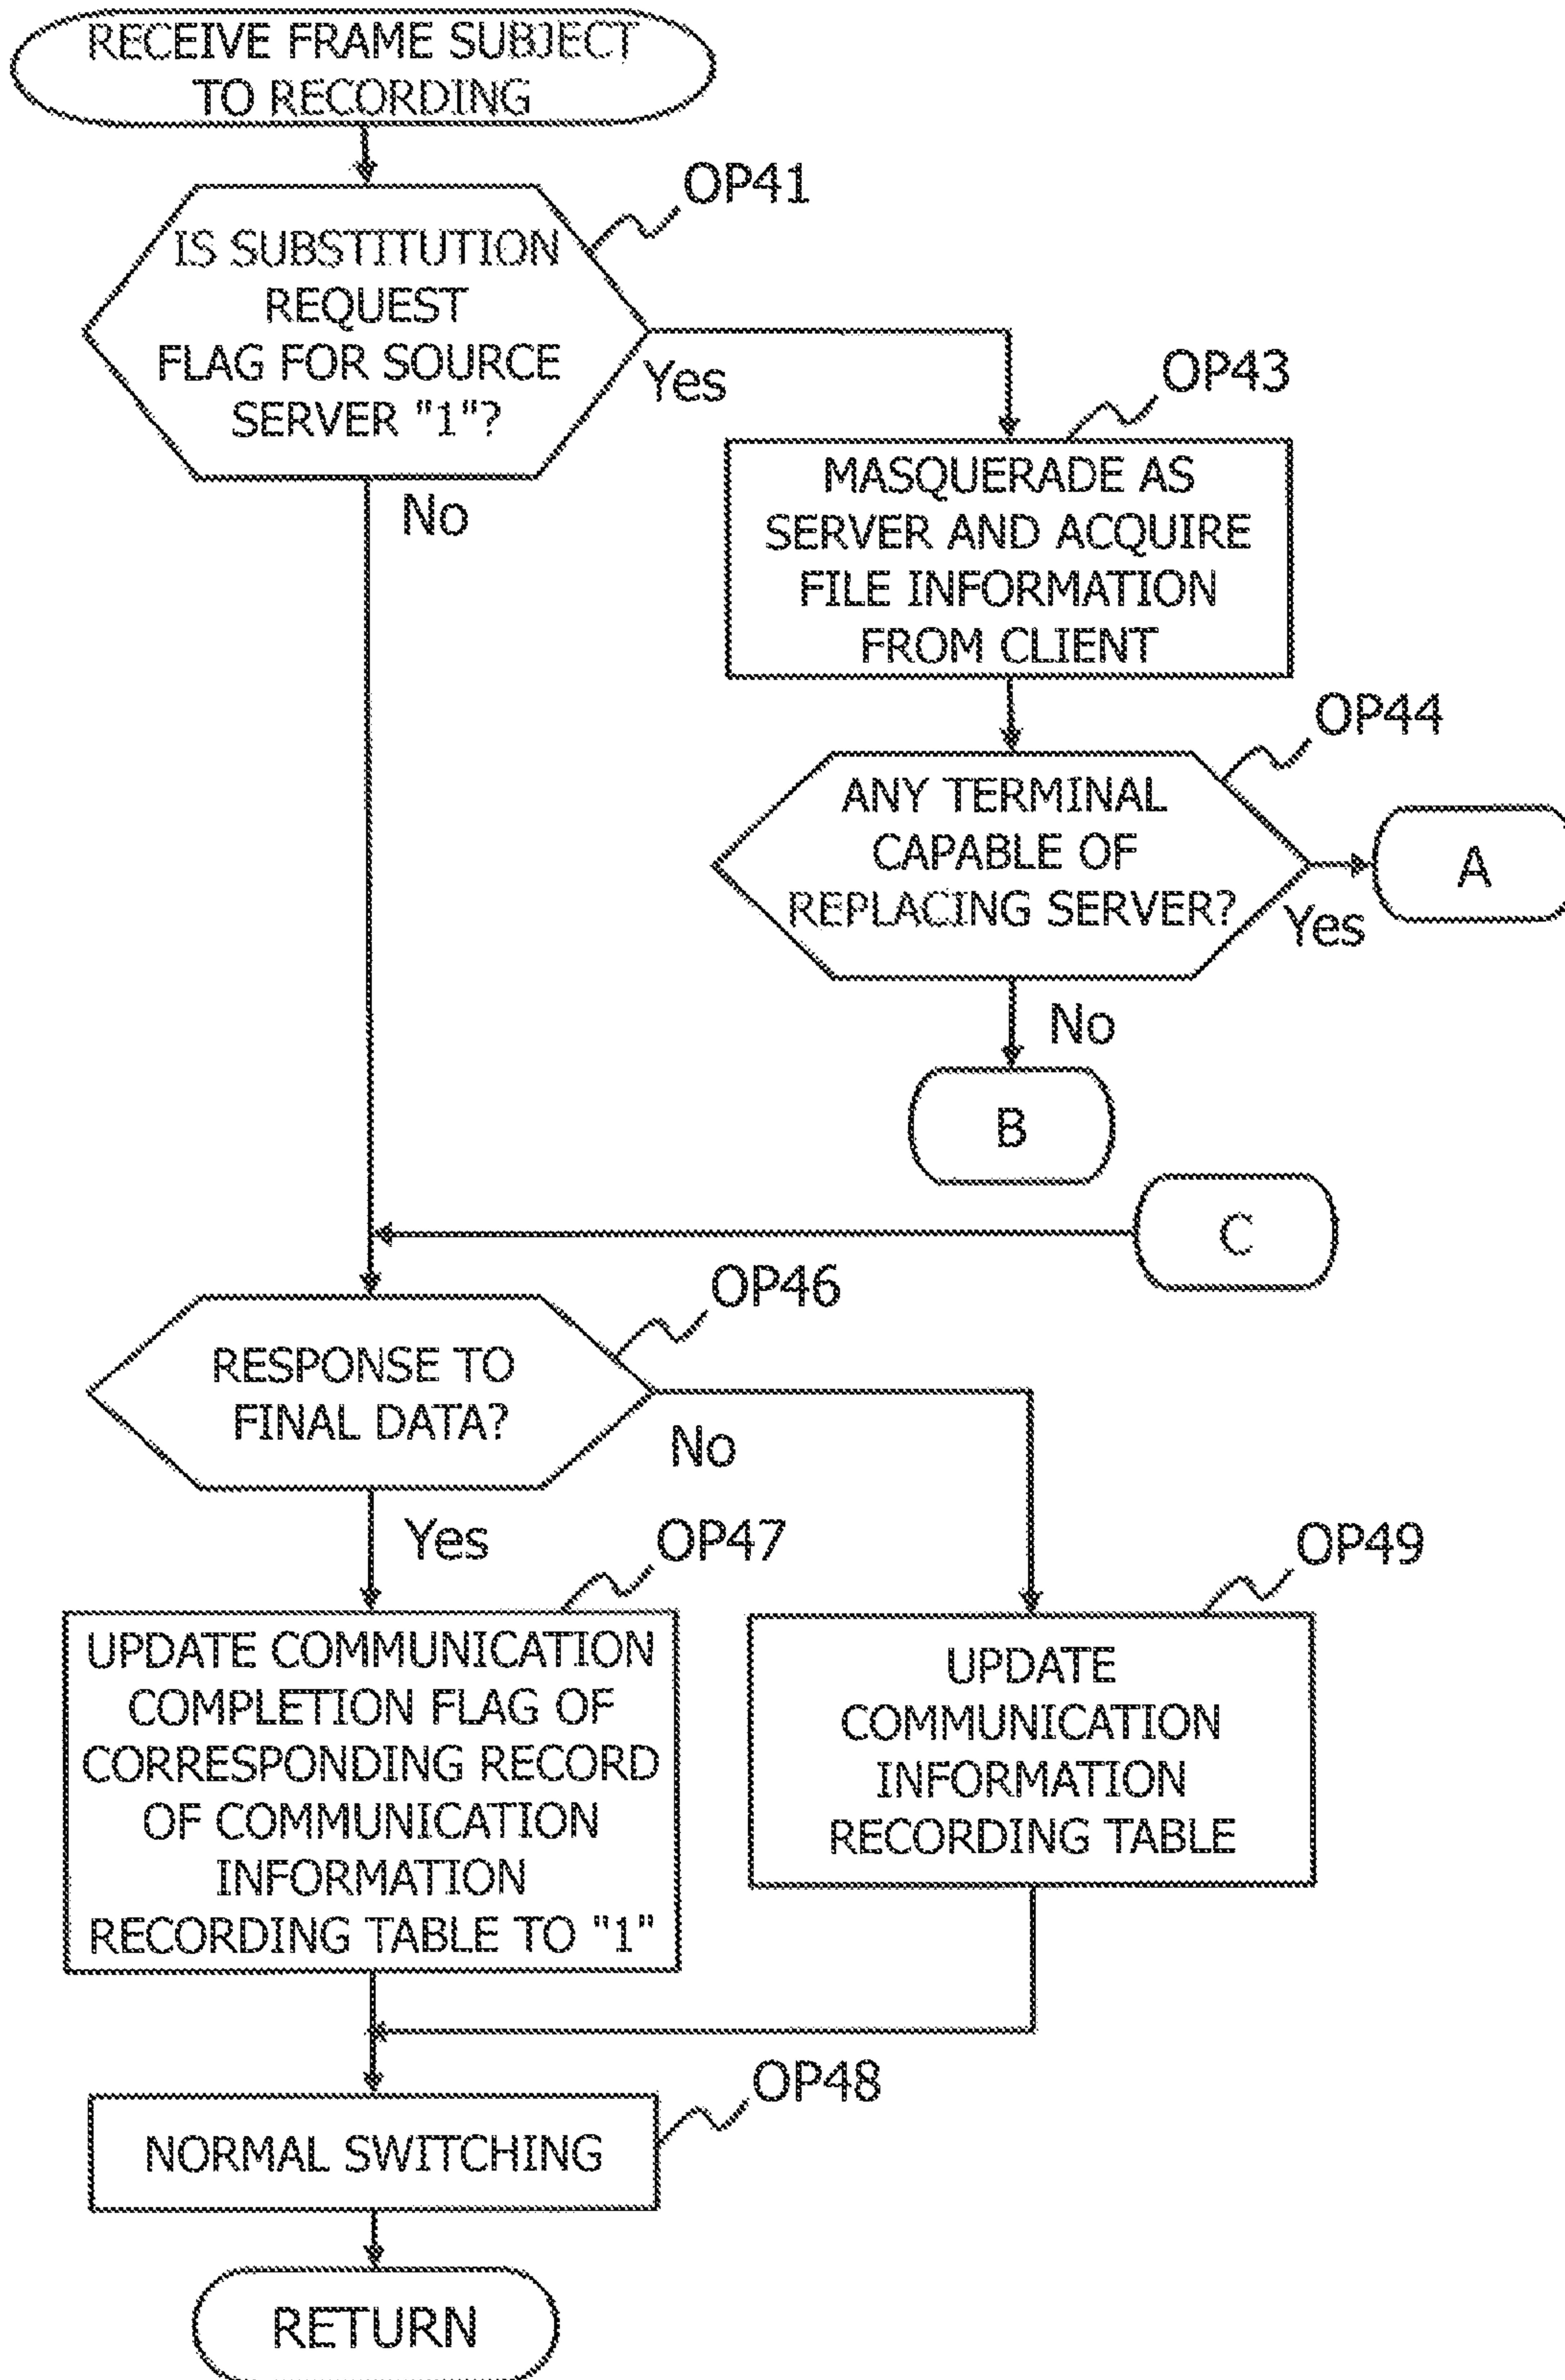 RECEIVE FRAME SUBJECT
TO RECORDING
OP41
IS SUBSTITUTION
REQUEST
FLAG FOR SOURCE
SERVER "1"?
Yes
No
OP43
MASQUERADE AS
SERVER AND ACQUIRE
FILE INFORMATION
FROM CLIENT
OP44
ANY TERMINAL
CAPABLE OF
REPLACING SERVER?
Yes
A
No
B
C
OP46
RESPONSE TO
FINAL DATA?
No
Yes
OP47
UPDATE COMMUNICATION
COMPLETION FLAG OF
CORRESPONDING RECORD
OF COMMUNICATION
INFORMATION
RECORDING TABLE TO "1"
OP49
UPDATE
COMMUNICATION
INFORMATION
RECORDING TABLE
OP48
NORMAL SWITCHING
RETURN